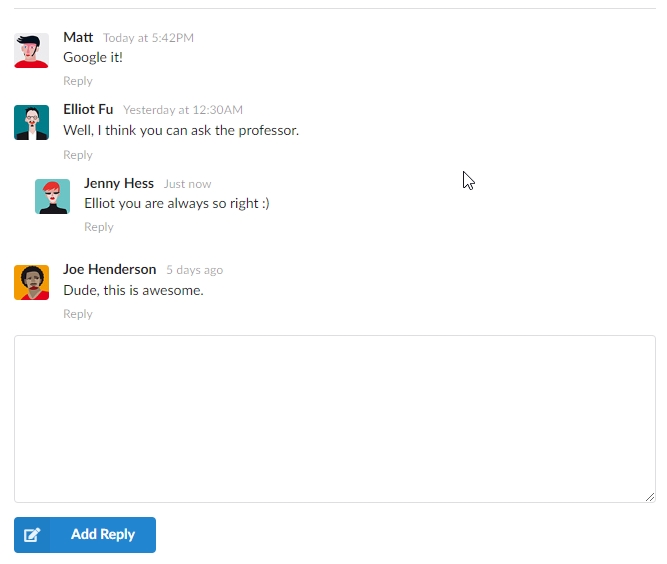 Matt Today at 5:42PM
Google it!
Reply
Elliot Fu Yesterday at 12:30AM
Well, I think you can ask the professor.
Reply
Jenny Hess Just now
Elliot you are always so right :)
Reply
Joe Henderson 5 days ago
Dude, this is awesome.
Reply
Add Reply